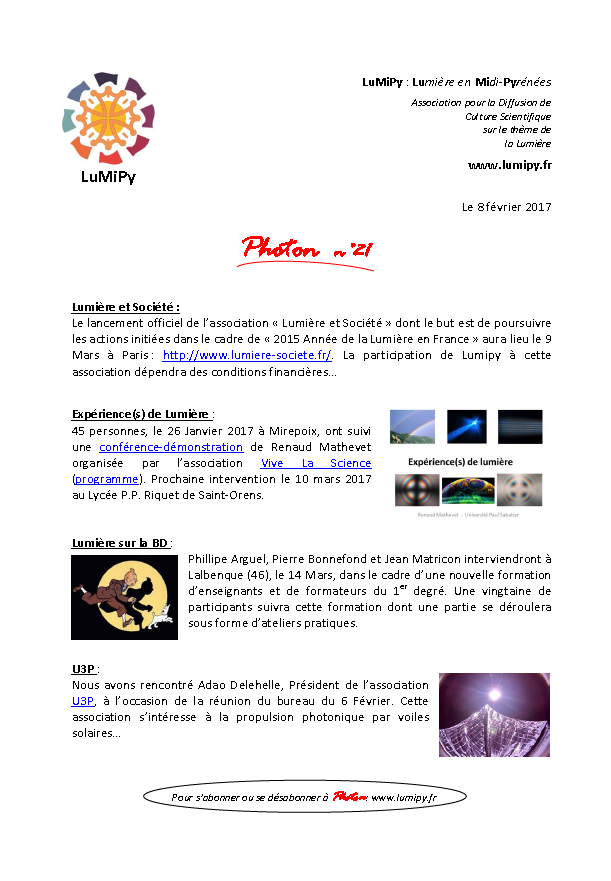 LuMiPy : Lumière en Midi-Pyrénées
Association pour la Diffusion de
Culture Scientifique
sur le thème de
la Lumière
www.lumipy.fr
LuMiPy
Le 8 février 2017
Photon n°21
Lumière et Société :
Le lancement officiel de l'association « Lumière et Société » dont le but est de poursuivre
les actions initiées dans le cadre de « 2015 Année de la Lumière en France » aura lieu le 9
Mars à Paris : http://www.lumiere-societe.fr/. La participation de Lumipy à cette
association dépendra des conditions financières...
Expérience(s) de Lumière :
45 personnes, le 26 Janvier 2017 à Mirepoix, ont suivi
une conférence-démonstration de Renaud Mathevet
organisée par l'association Vive La Science
(programme). Prochaine intervention le 10 mars 2017
au Lycée P.P. Riquet de Saint-Orens.
Expérience(s) de lumière
Renaud Mathevet - Université Paul Sabatier
Lumière sur la BD :
Phillipe Arguel, Pierre Bonnefond et Jean Matricon interviendront à
Lalbenque (46), le 14 Mars, dans le cadre d'une nouvelle formation
d'enseignants et de formateurs du 1er degré. Une vingtaine de
participants suivra cette formation dont une partie se déroulera
sous forme d'ateliers pratiques.
U3P :
Nous avons rencontré Adao Delehelle, Président de l'association
U3P, à l'occasion de la réunion du bureau du 6 Février. Cette
association s'intéresse à la propulsion photonique par voiles
solaires...
Pour s'abonner ou se désabonner à Photon: www.lumipy.fr